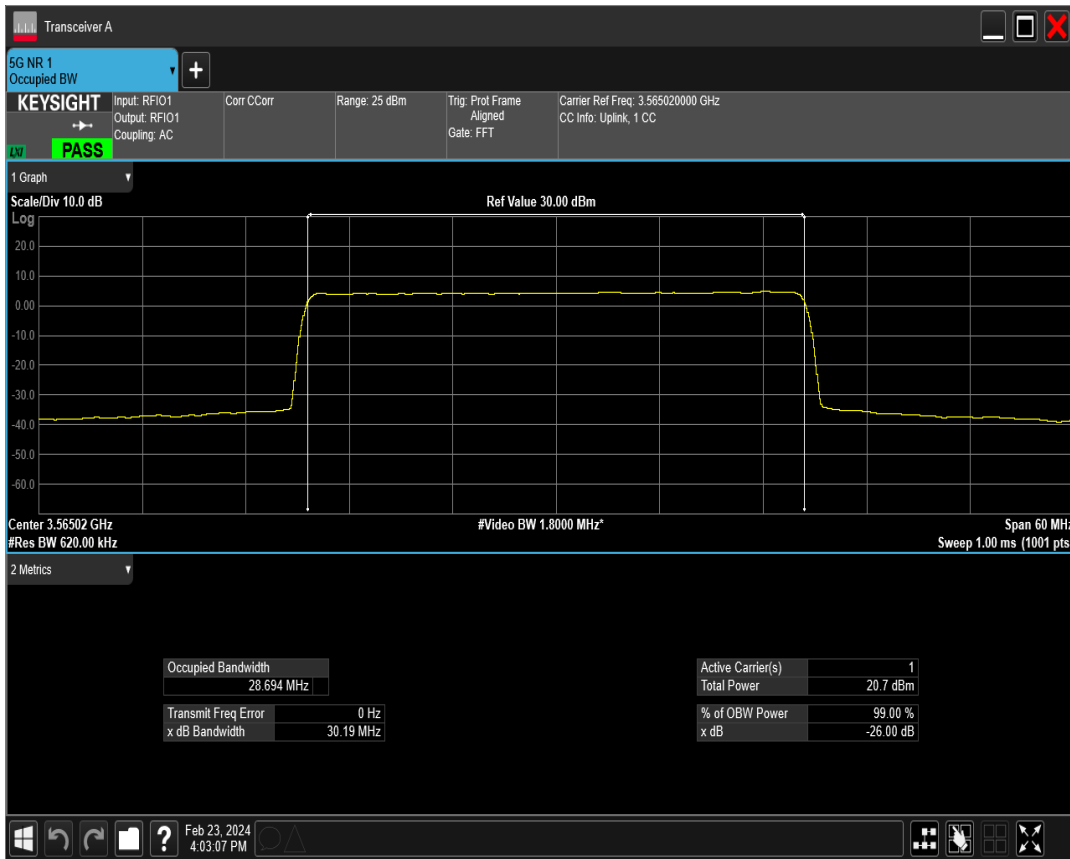 Transceiver A
5G NR 1
Occupied BW
KEYSIGHT
LXI
PASS
Input: RFIO1
Output: RFIO1
Coupling: AC
Corr CCorr
Range: 25 dBm
Trig: Prot Frame
Aligned
Gate: FFT
Carrier Ref Freq: 3.565020000 GHz
CC Info: Uplink, 1 CC
1 Graph
Scale/Div 10.0 dB
Ref Value 30.00 dBm
Log
20.0
10.0
0.00
-10.0
-20.0
-30.0
-40.0
-50.0
-60.0
Center 3.56502 GHz
#Video BW 1.8000 MHz*
Span 60 MHz
#Res BW 620.00 kHz
Sweep 1.00 ms (1001 pts
2 Metrics
Occupied Bandwidth
28.694 MHz
Transmit Freq Error 0 Hz
x dB Bandwidth 30.19 MHz
Active Carrier(s) 1
Total Power 20.7 dBm
% of OBW Power 99.00 %
x dB -26.00 dB
Feb 23, 2024
4:03:07 PM